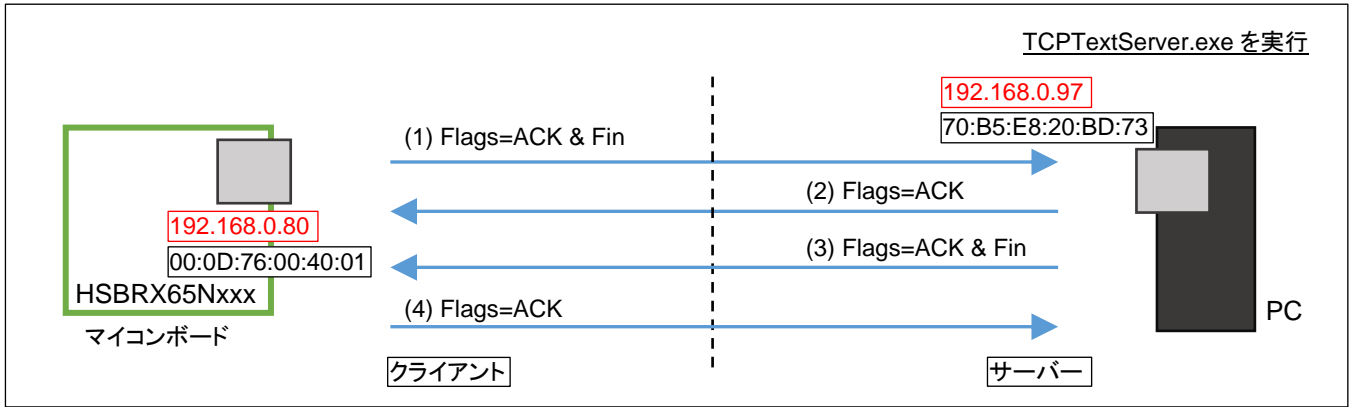 TCPTextServer.exe を実行
192.168.0.97
70:B5:E8:20:BD:73
(1) Flags=ACK & Fin
(2) Flags=ACK
192.168.0.80
(3) Flags=ACK & Fin
00:0D:76:00:40:01
HSBRX65Nxxx
(4) Flags=ACK
PC
マイコンボード
クライアント
サーバー